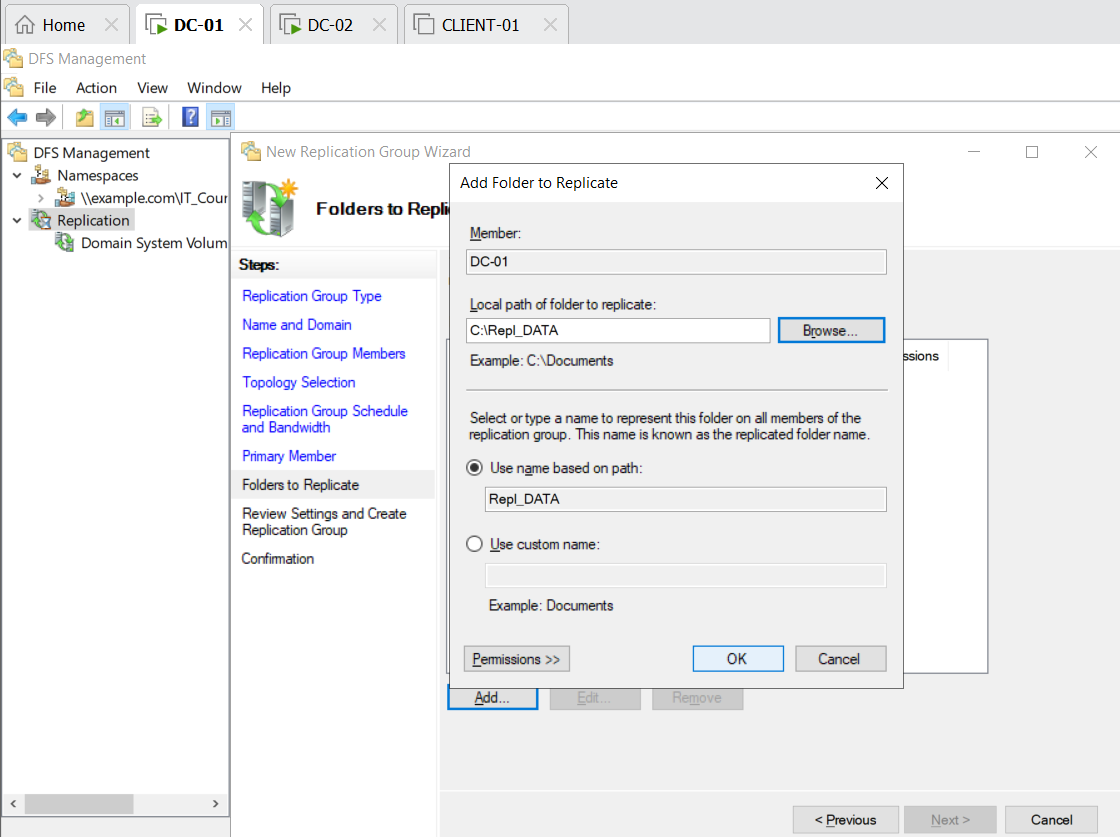 Home
DC-01
DC-02
CLIENT-01
DFS Management
File Action View Window Help
DFS Management
Namespaces
\\example.com\IT_Cour
Replication
Domain System Volum
New Replication Group Wizard
Folders to Repli
Steps:
Replication Group Type
Name and Domain
Replication Group Members
Topology Selection
Replication Group Schedule
and Bandwidth
Primary Member
Folders to Replicate
Review Settings and Create
Replication Group
Confirmation
Add Folder to Replicate
Member:
DC-01
Local path of folder to replicate:
C:\Repl_DATA
Browse...
Example: C:\Documents
Select or type a name to represent this folder on all members of the
replication group. This name is known as the replicated folder name.
Use name based on path:
Repl_DATA
Use custom name:
Example: Documents
Permissions >>
OK
Cancel
ssions
Add...
Edit...
Remove
< Previous
Next >
Cancel